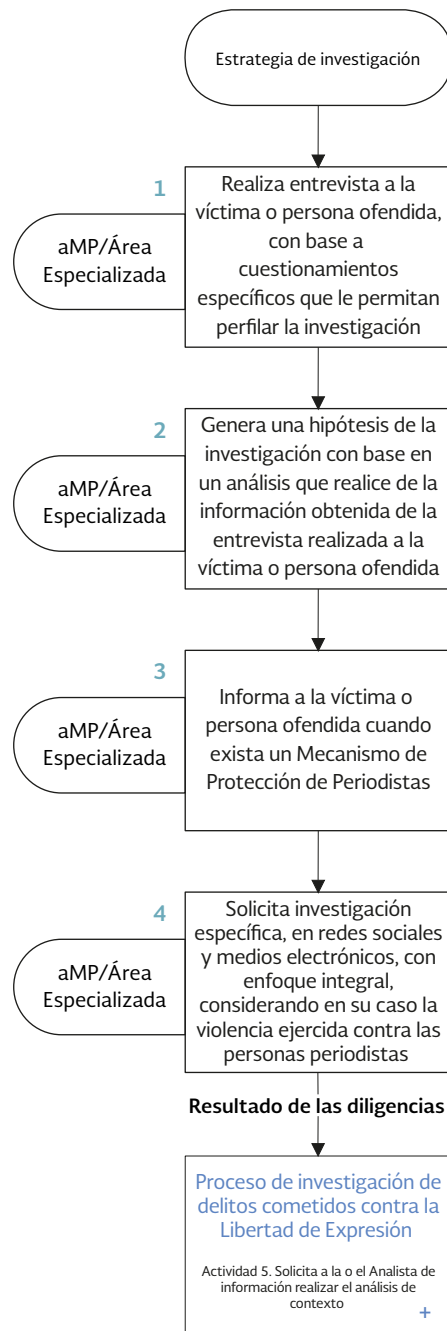 Estrategia de investigación
1
aMP/Área
Especializada
Realiza entrevista a la
víctima o persona ofendida,
con base a
cuestionamientos
específicos que le permitan
perfilar la investigación
2
aMP/Área
Especializada
Genera una hipótesis de la
investigación con base en
un análisis que realice de la
información obtenida de la
entrevista realizada a la
víctima o persona ofendida
3
aMP/Área
Especializada
Informa a la víctima o
persona ofendida cuando
exista un Mecanismo de
Protección de Periodistas
4
aMP/Área
Especializada
Solicita investigación
específica, en redes sociales
y medios electrónicos, con
enfoque integral,
considerando en su caso la
violencia ejercida contra las
personas periodistas
Resultado de las diligencias
Proceso de investigación de
delitos cometidos contra la
Libertad de Expresión
Actividad 5. Solicita a la o el Analista de
información realizar el análisis de
contexto
+